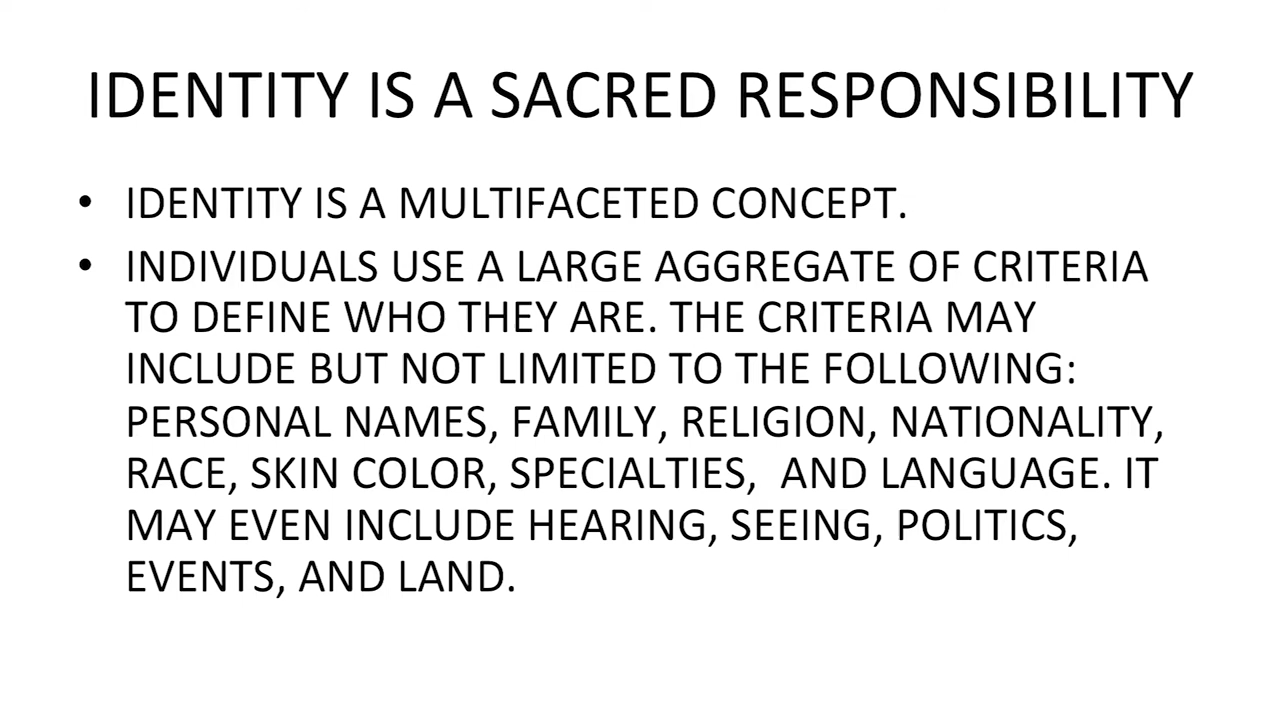 IDENTITY IS A SACRED RESPONSIBILITY
• IDENTITY IS A MULTIFACETED CONCEPT.
• INDIVIDUALS USE A LARGE AGGREGATE OF CRITERIA
TO DEFINE WHO THEY ARE. THE CRITERIA MAY
INCLUDE BUT NOT LIMITED TO THE FOLLOWING:
PERSONAL NAMES, FAMILY, RELIGION, NATIONALITY,
RACE, SKIN COLOR, SPECIALTIES,  AND LANGUAGE. IT
MAY EVEN INCLUDE HEARING, SEEING, POLITICS,
EVENTS, AND LAND.